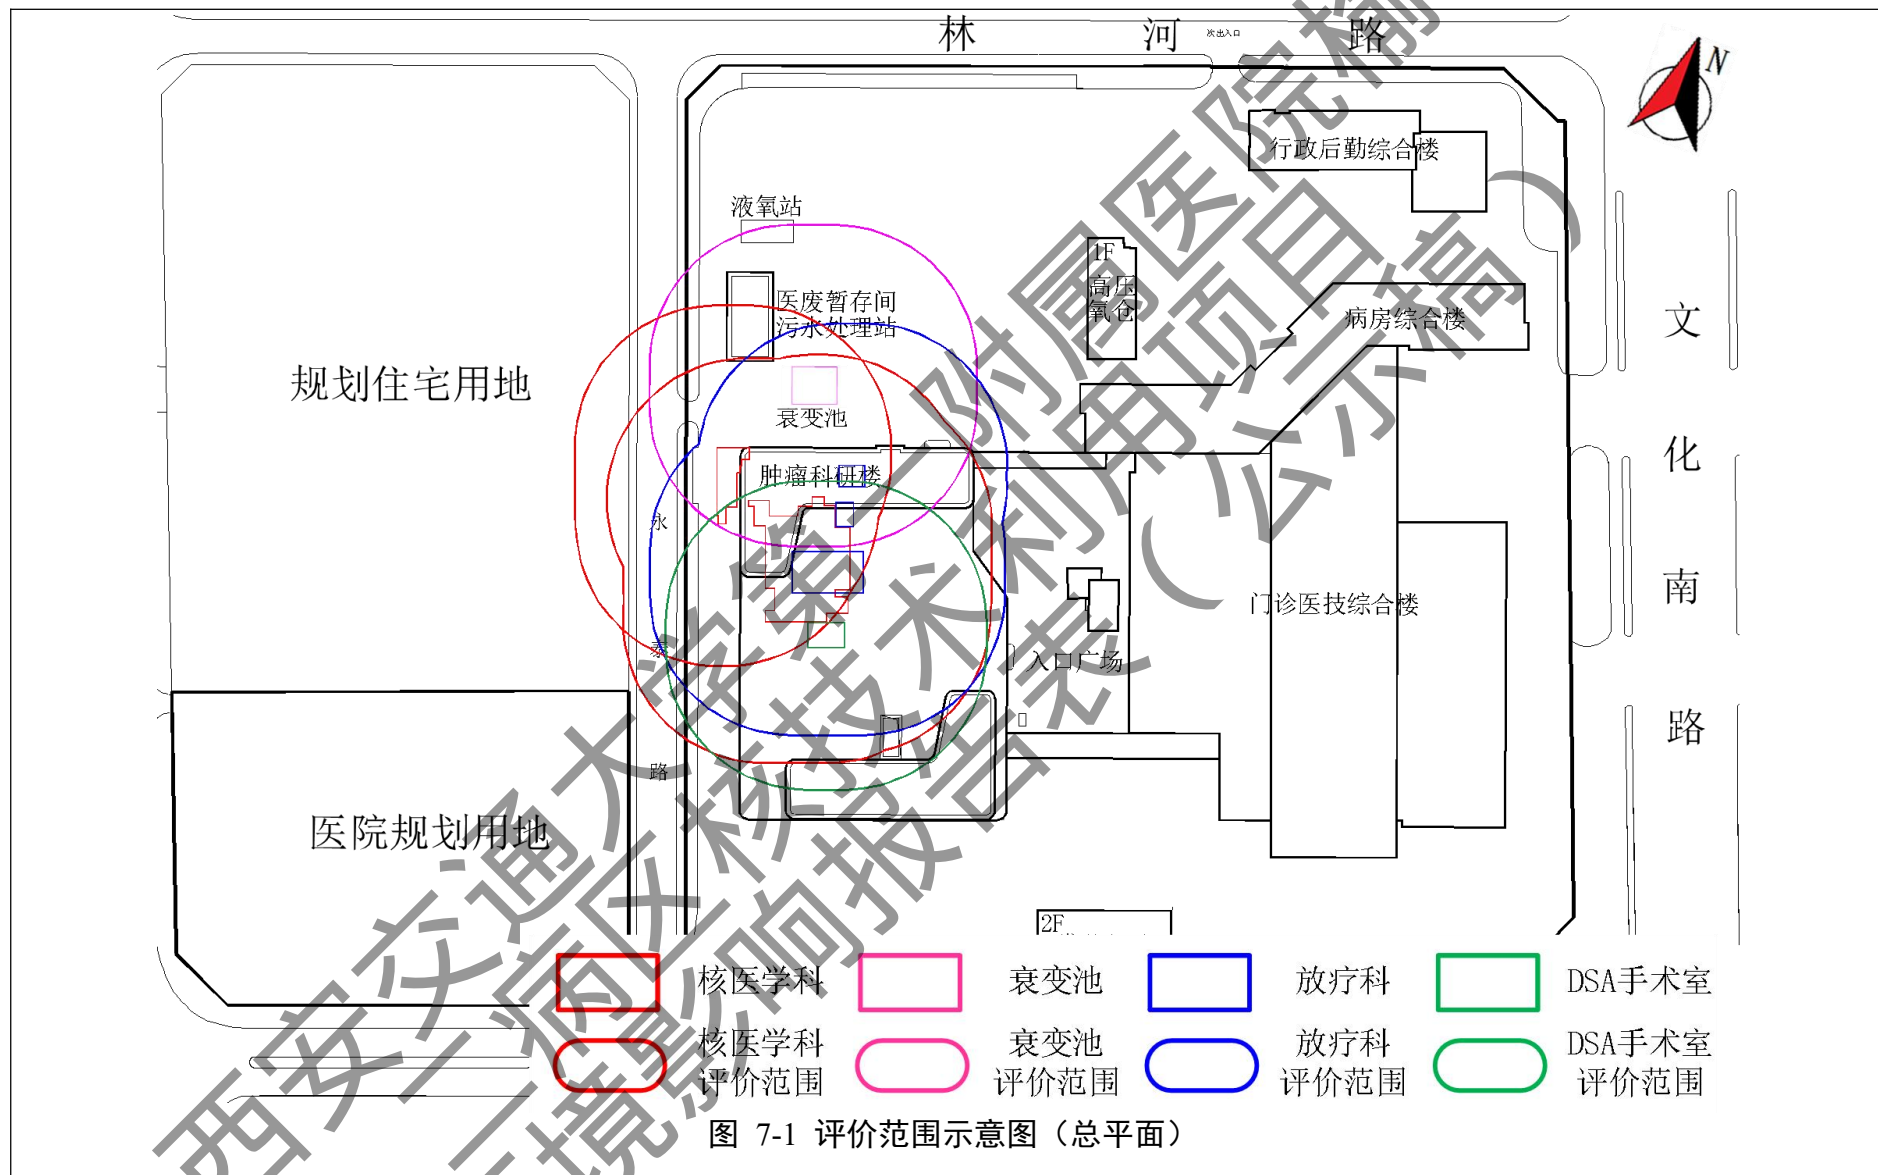 林河路
次出入口
N
行政后勤综合楼
液氧站
1F
高压
氧仓
医废暂存间
污水处理站
病房综合楼
文化南路
规划住宅用地
衰变池
肿瘤科研楼
永泰路
门诊医技综合楼
入口广场
医院规划用地
2F
核医学科
衰变池
放疗科
DSA手术室
核医学科
评价范围
衰变池
评价范围
放疗科
评价范围
DSA手术室
评价范围
图 7-1 评价范围示意图（总平面）
西安交通大学第一附属医院榆
病区核技术利用项目
环境影响报告表（公示稿）